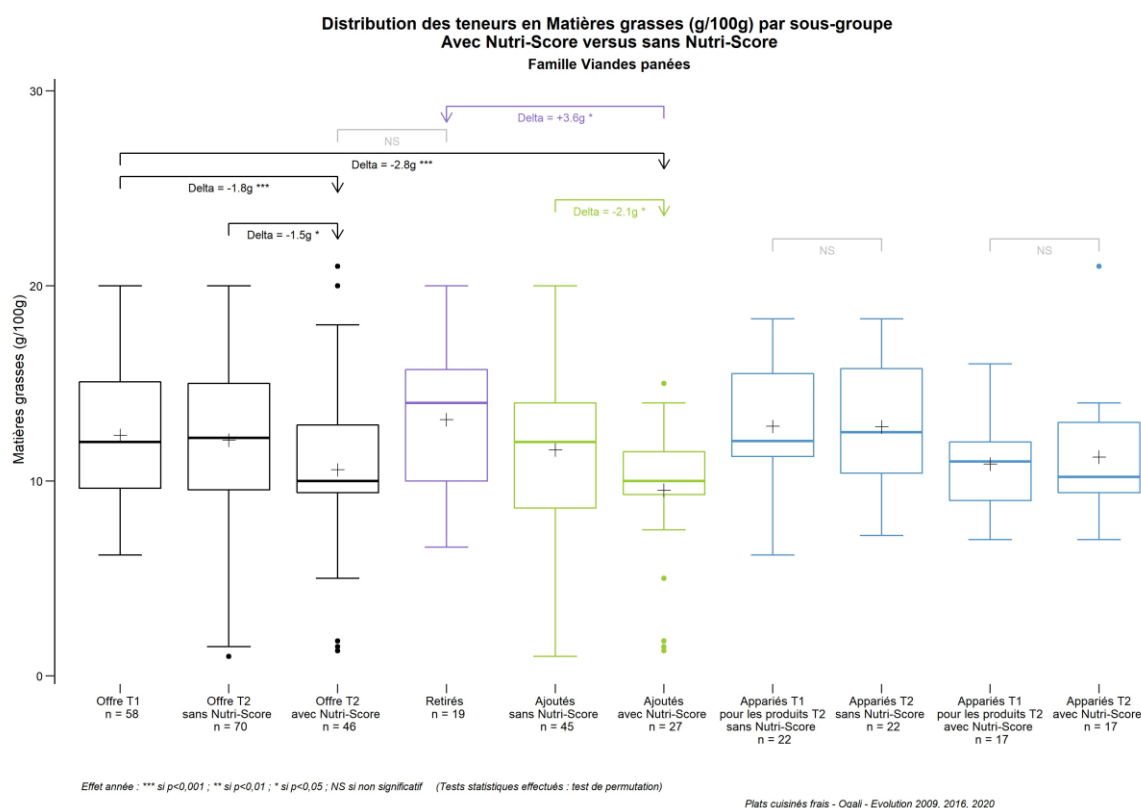 Distribution des teneurs en Matières grasses (g/100g) par sous-groupe
Avec Nutri-Score versus sans Nutri-Score
Famille Viandes panées
30
20
10
0
Matières grasses (g/100g)
Delta = +3.6g *
NS
Delta = -2.8g ***
Delta = -1.8g ***
Delta = -2.1g *
Delta = -1.5g *
NS
NS
Offre T1
n = 58
Offre T2
sans Nutri-Score
n = 70
Offre T2
avec Nutri-Score
n = 46
Retirés
n = 19
Ajoutés
sans Nutri-Score
n = 45
Ajoutés
avec Nutri-Score
n = 27
Appariés T1
pour les produits T2
sans Nutri-Score
n = 22
Appariés T2
sans Nutri-Score
n = 22
Appariés T1
pour les produits T2
avec Nutri-Score
n = 17
Appariés T2
avec Nutri-Score
n = 17
Effet année : *** si p<0,001 ; ** si p<0,01 ; * si p<0,05 ; NS si non significatif (Tests statistiques effectués : test de permutation)
Plats cuisinés frais - Oqali - Evolution 2009, 2016, 2020